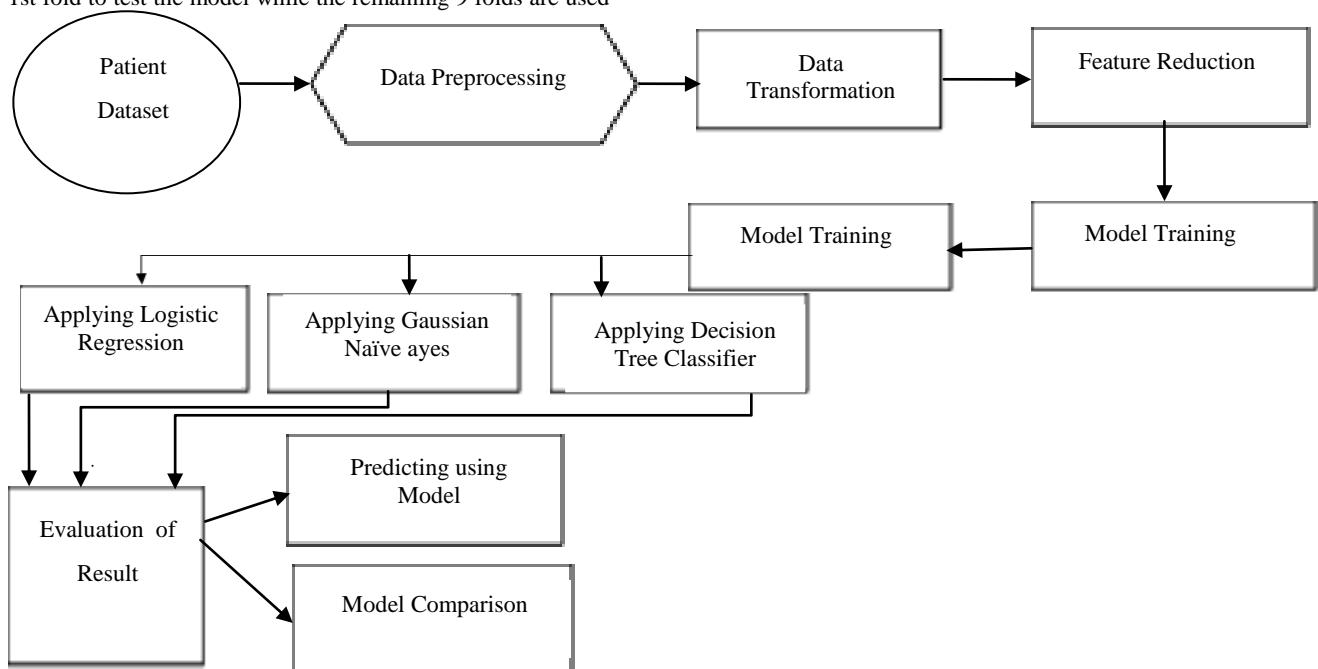 1st fold to test the model while the remaining 9 folds are used
Patient
Dataset
Data Preprocessing
Data
Transformation
Feature Reduction
Model Training
Model Training
Applying Logistic
Regression
Applying Gaussian
Naïve ayes
Applying Decision
Tree Classifier
Predicting using
Model
Evaluation of
Result
Model Comparison